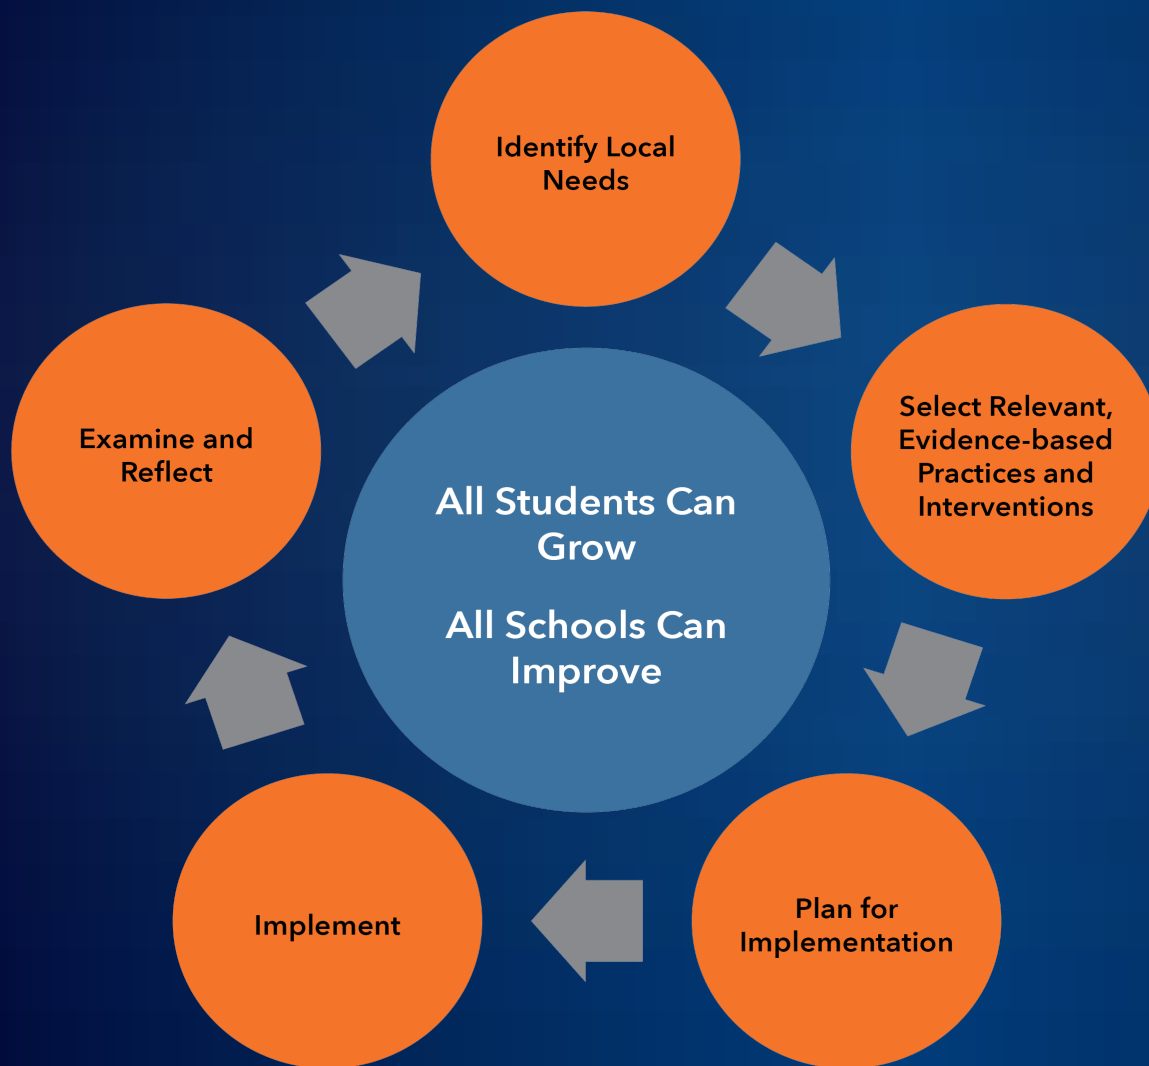 Identify Local
Needs
Select Relevant,
Evidence-based
Practices and
Interventions
Plan for
Implementation
Implement
Examine and
Reflect
All Students Can
Grow
All Schools Can
Improve